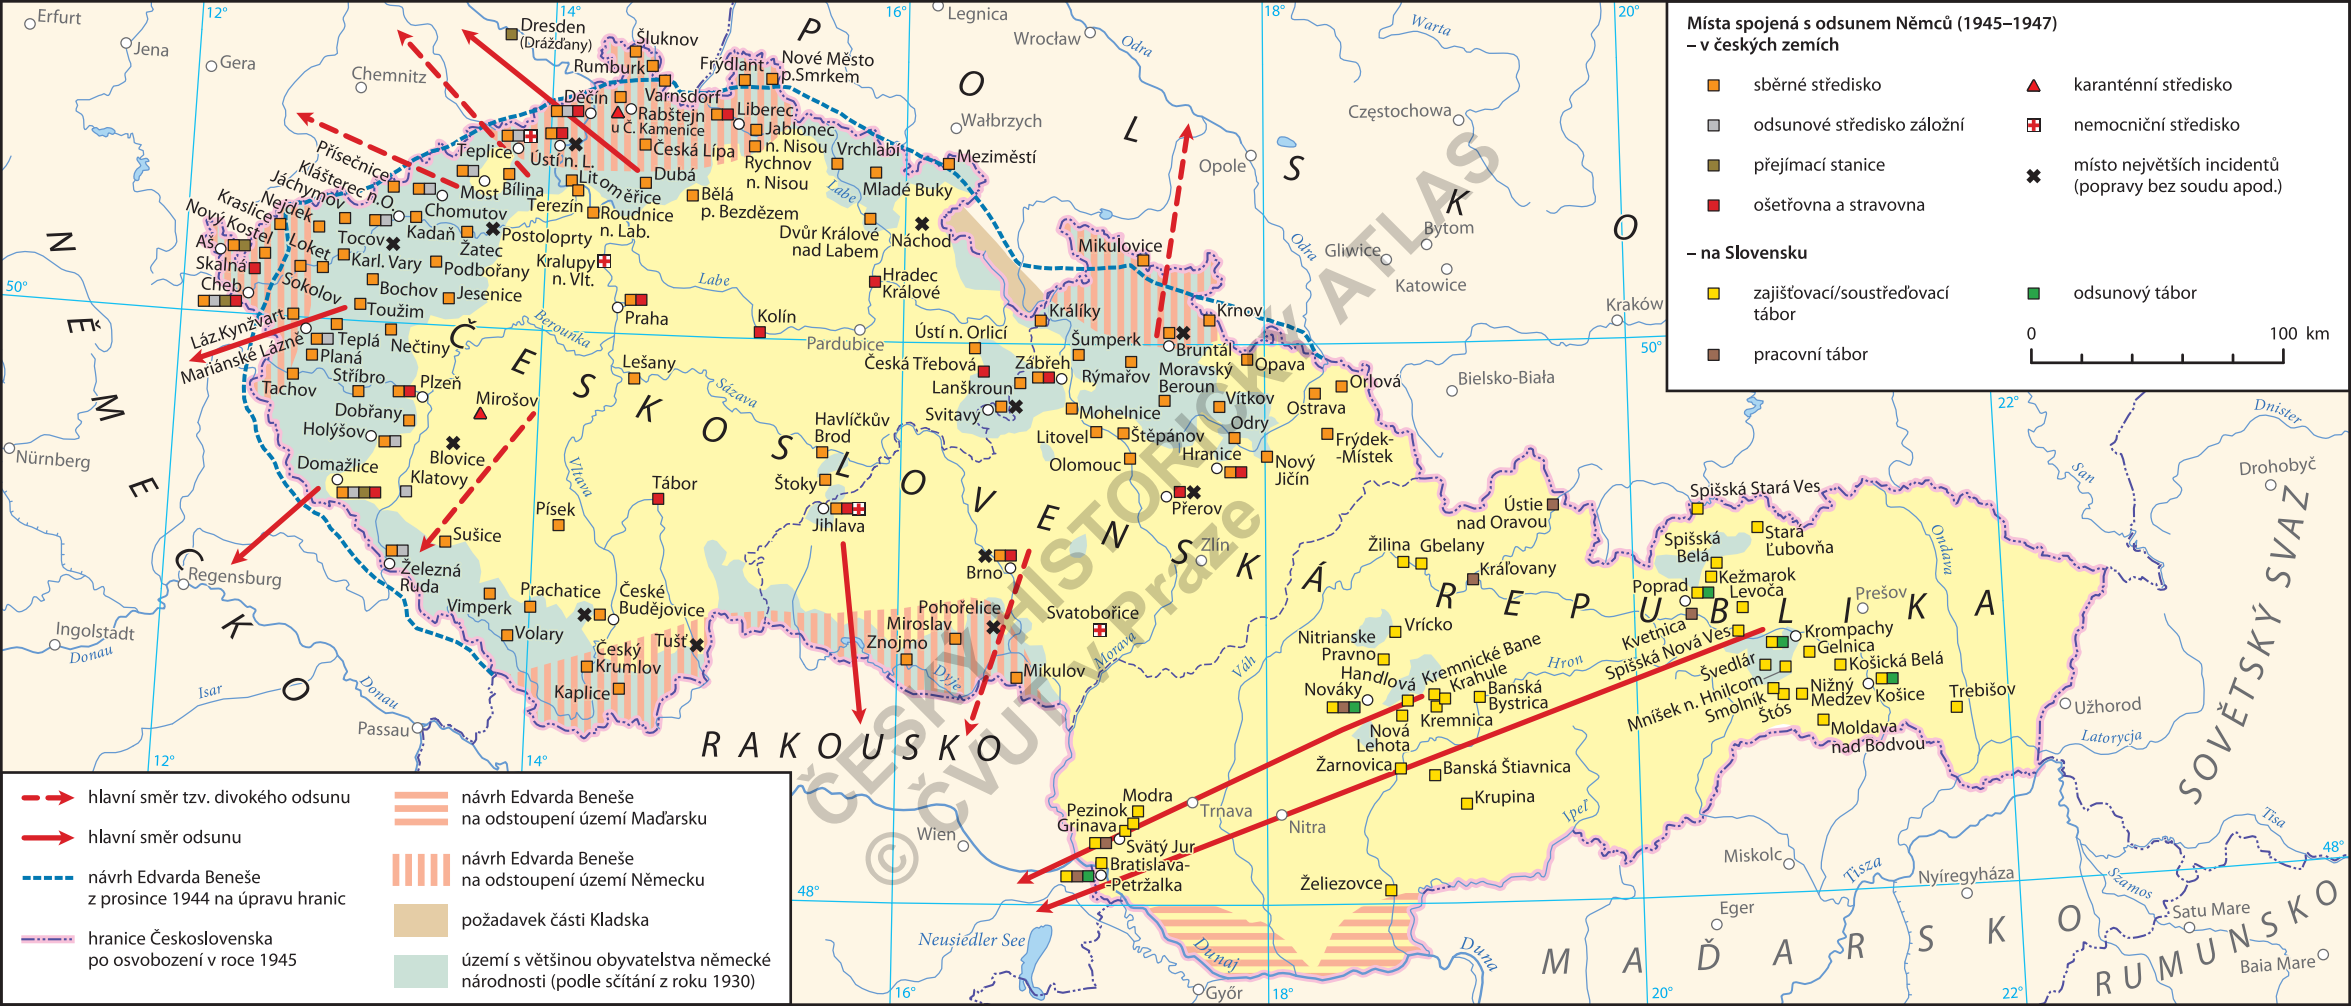 Místa spojená s odsunem Němců (1945–1947)
– v českých zemích
sběrné středisko
odsunové středisko záložní
přejímací stanice
ošetřovna a stravovna
karanténní středisko
nemocniční středisko
místo největších incidentů
(popravy bez soudu apod.)
– na Slovensku
zajišťovací/soustřeďovací
tábor
pracovní tábor
odsunový tábor
0 100 km
12°
14°
16°
18°
20°
Erfurt
Jena
Gera
Chemnitz
Dresden
(Drážďany)
Legnica
Wrocław
Odra
Warta
Wałbrzych
Opole
Częstochowa
Gliwice
Bytom
Katowice
Kraków
Bielsko-Biała
Odra
POLSKO
NĚMECKO
ČESKOSLOVENSKÁ REPUBLIKA
RAKOUSKO
MAĎARSKO
RUMUNSKO
SOVĚTSKÝ SVAZ
Šluknov
Rumburk
Frýdlant
Nové Město
p.Smrkem
Děčín
Varnsdorf
Rabštejn
u Č. Kamenice
Liberec
Jablonec
n. Nisou
Rychnov
n. Nisou
Teplice
Ústí n. L.
Česká Lípa
Vrchlabí
Meziměstí
Přísečnice
Klášterec n.O.
Jáchymov
Nejdek
Kraslice
Nový Kostel
Most
Bílina
Litoměřice
Dubá
Mladé Buky
Labe
Chomutov
Terezín
Roudnice
n. Lab.
Bělá
p. Bezdězem
Aš
Loket
Tocov
Kadaň
Žatec
Postoloprty
Dvůr Králové
nad Labem
Náchod
Skalná
Karl. Vary
Podbořany
Kralupy
n. Vlt.
Labe
Hradec
Králové
Mikulovice
Cheb
Sokolov
Bochov
Jesenice
50°
Toužim
Praha
Kolín
Pardubice
Králíky
Krnov
Láz.Kynžvart
Mariánské Lázně
Teplá
Nečtiny
Berounka
Ústí n. Orlicí
Šumperk
Bruntál
50°
Planá
Lešany
Česká Třebová
Zábřeh
Rýmařov
Moravský
Beroun
Opava
Tachov
Stříbro
Plzeň
Sázava
Lanškroun
Orlová
Mirošov
Svitavy
Mohelnice
Vítkov
Ostrava
Dobřany
Havlíčkův
Brod
Holýšov
Blovice
Litovel
Štěpánov
Odry
Frýdek-
-Místek
Nürnberg
Domažlice
Klatovy
Vltava
Olomouc
Hranice
Nový
Jičín
Štoky
Tábor
Písek
Jihlava
Přerov
Sušice
Zlín
Železná
Ruda
Brno
Regensburg
Prachatice
České
Budějovice
Vimperk
Pohořelice
Svatobořice
Miroslav
Volary
Tušť
Znojmo
Český
Krumlov
Morava
Mikulov
Dyje
Kaplice
Ingolstadt
Donau
Isar
Donau
Passau
Spišská Stará Ves
Ústie
nad Oravou
Stará
Ľubovňa
Spišská
Belá
Žilina
Gbelany
Kráľovany
Kežmarok
Poprad
Levoča
Prešov
Ondava
Kvetnica
Vrícko
Nitrianske
Pravno
Kremnické Bane
Hron
Spišská Nová Ves
Krompachy
Gelnica
Švedlár
Košická Belá
Váh
Handlová
Krahule
Nováky
Banská
Bystrica
Mníšek n. Hnilcom
Smolník
Nižný
Medzev
Košice
Štós
Trebišov
Kremnica
Nová
Lehota
Moldava
nad Bodvou
Žarnovica
Banská Štiavnica
Krupina
Modra
Pezinok
Grinava
Trnava
Nitra
Ipeľ
Svätý Jur
Bratislava-
-Petržalka
Želiezovce
Wien
Neusiedler See
Dunaj
Duna
Győr
Miskolc
Eger
Tisza
Nyíregyháza
Szamos
Satu Mare
Baia Mare
Tisa
Latorycja
Užhorod
Drohobyč
Dnister
San
22°
48°
48°
12°
14°
16°
18°
20°
22°
hlavní směr tzv. divokého odsunu
hlavní směr odsunu
návrh Edvarda Beneše
z prosince 1944 na úpravu hranic
hranice Československa
po osvobození v roce 1945
návrh Edvarda Beneše
na odstoupení území Maďarsku
návrh Edvarda Beneše
na odstoupení území Německu
požadavek části Kladska
území s většinou obyvatelstva německé
národnosti (podle sčítání z roku 1930)
ČESKÝ HISTORICKÝ ATLAS
© ČVUT v Praze